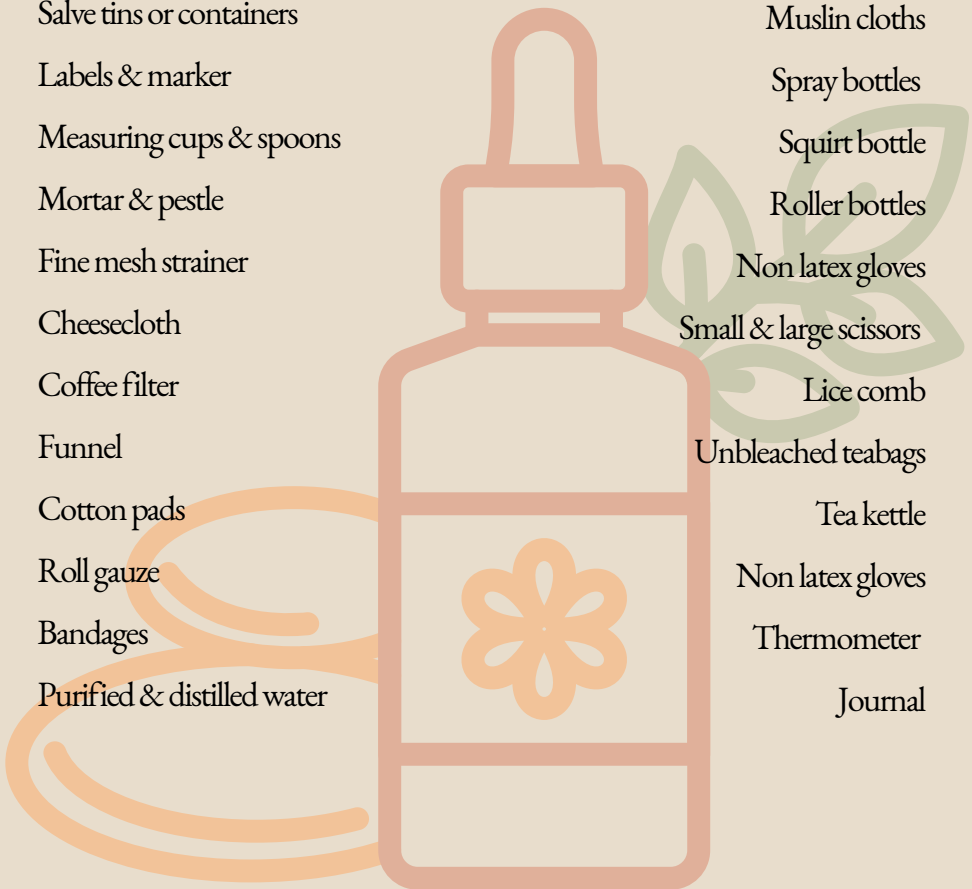 Salve tins or containers
Labels & marker
Measuring cups & spoons
Mortar & pestle
Fine mesh strainer
Cheesecloth
Coffee filter
Funnel
Cotton pads
Roll gauze
Bandages
Purified & distilled water
Muslin cloths
Spray bottles
Squirt bottle
Roller bottles
Non latex gloves
Small & large scissors
Lice comb
Unbleached teabags
Tea kettle
Non latex gloves
Thermometer
Journal